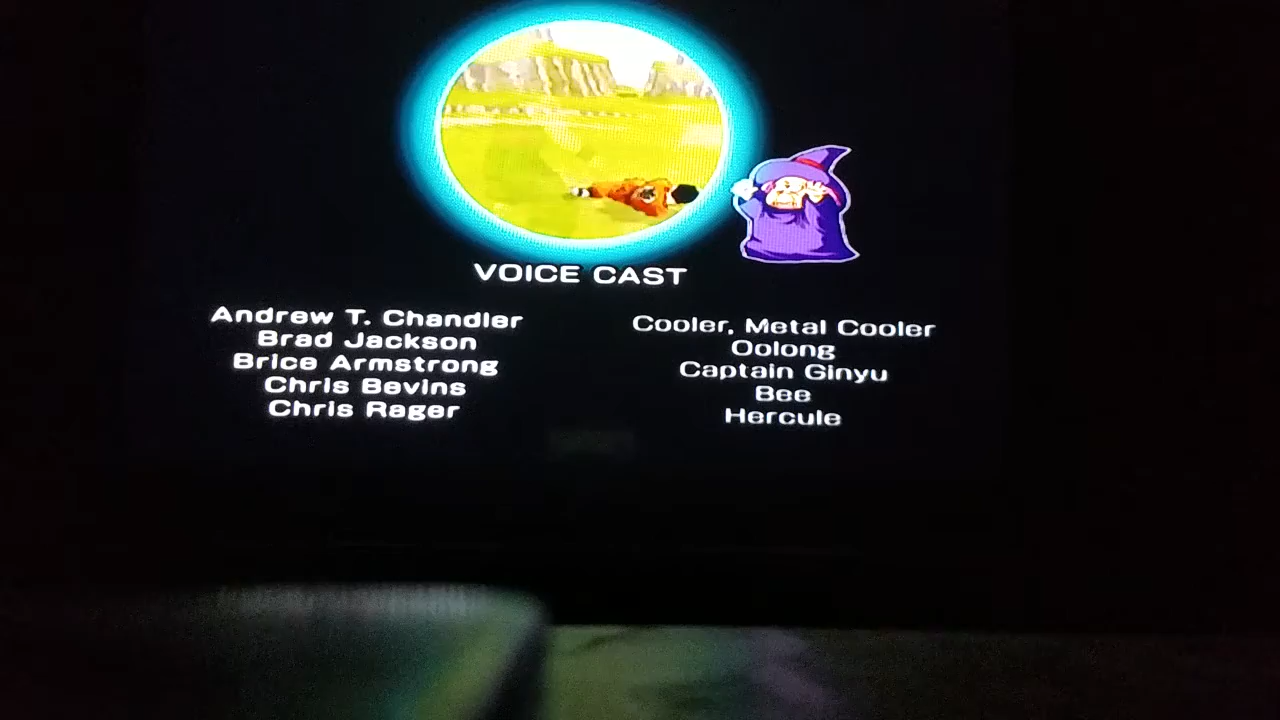 VOICE CAST
Andrew T. Chandler Cooler, Metal Cooler
Brad Jackson Oolong
Brice Armstrong Captain Ginyu
Chris Bevins Bee
Chris Rager Hercule